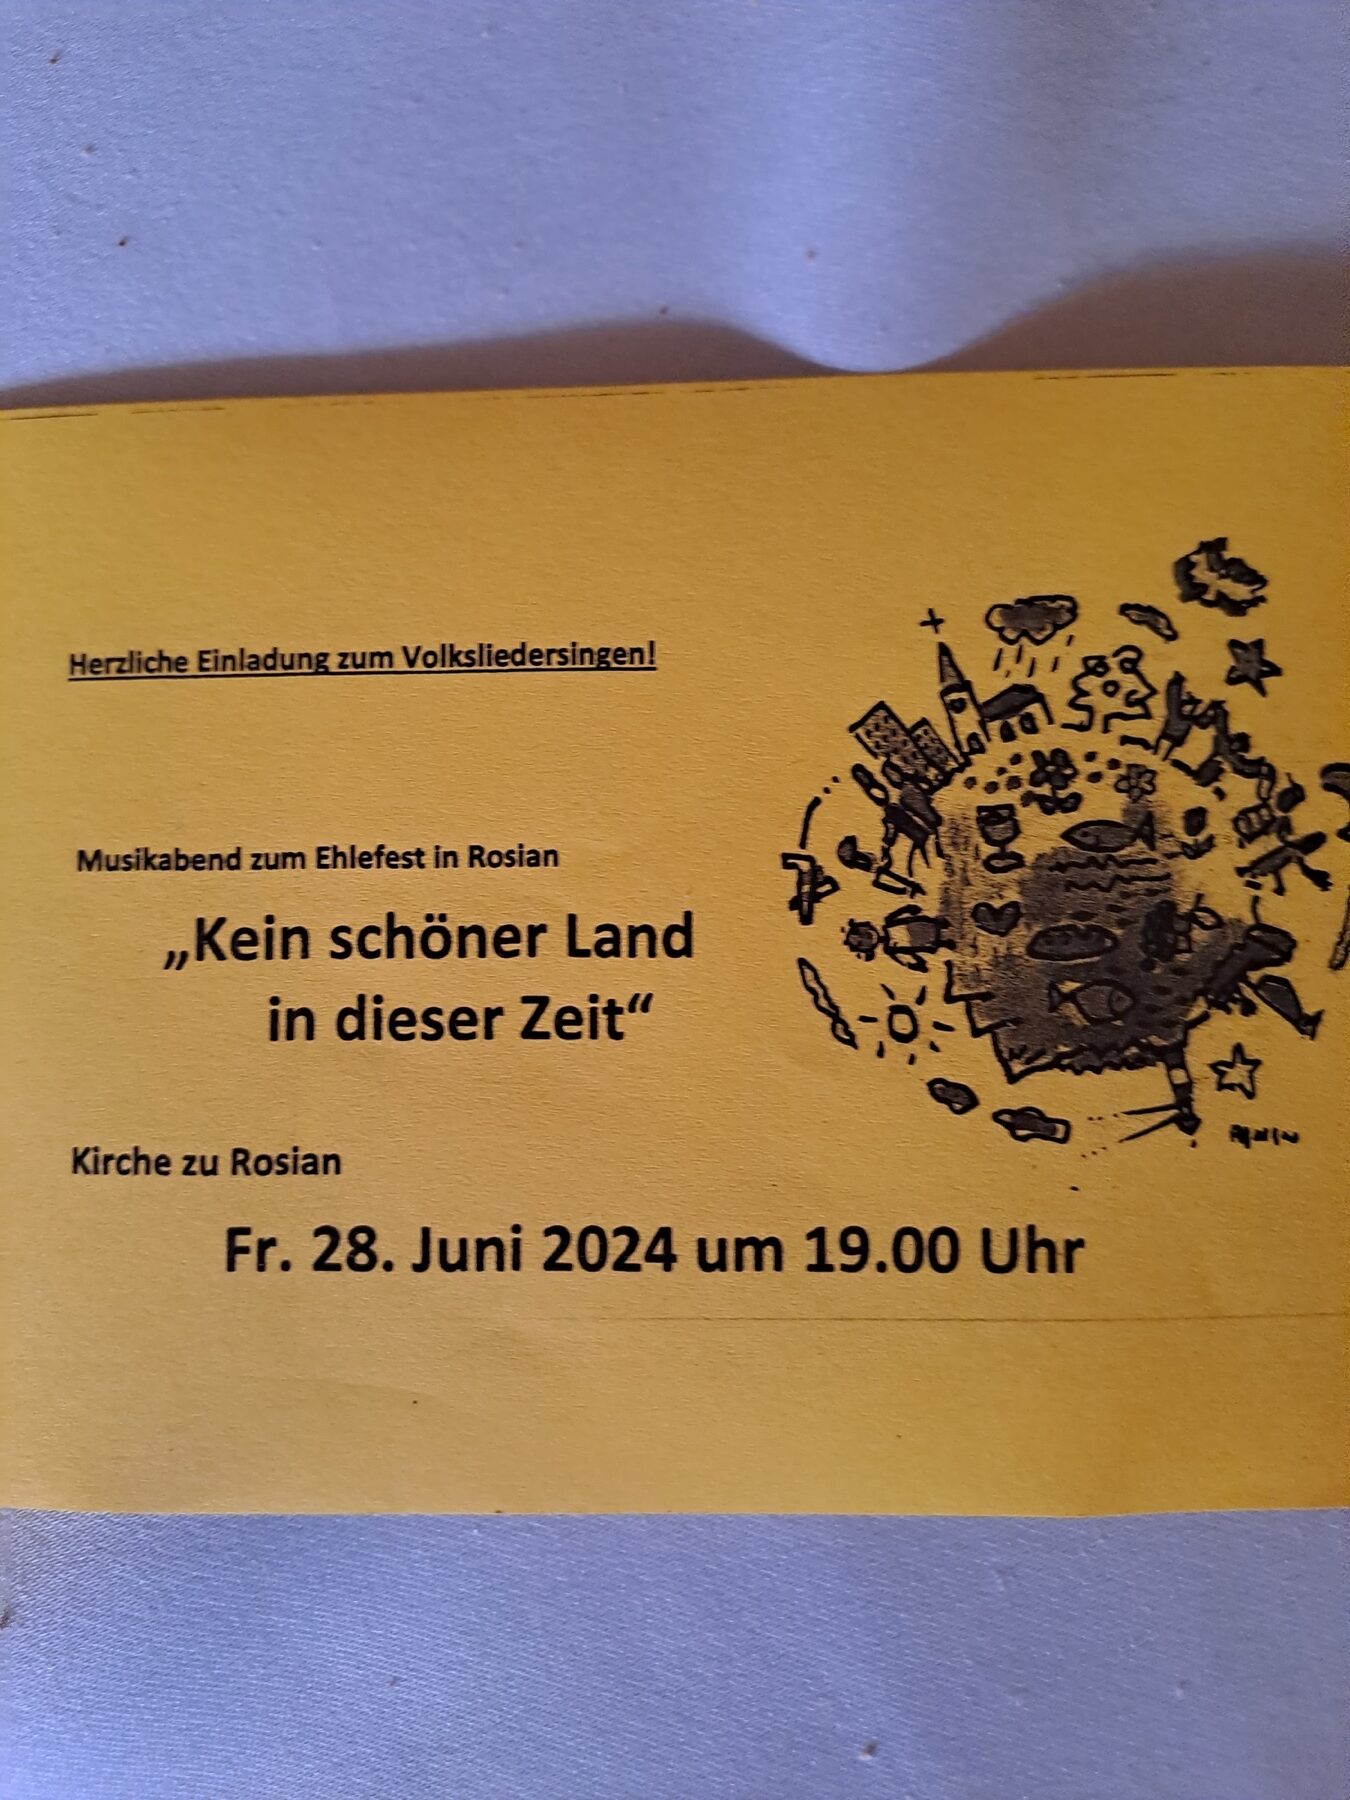 Herzliche Einladung zum Volksliedersingen!
Musikabend zum Ehlefest in Rosian
„Kein schöner Land
in dieser Zeit“
Kirche zu Rosian
Fr. 28. Juni 2024 um 19.00 Uhr